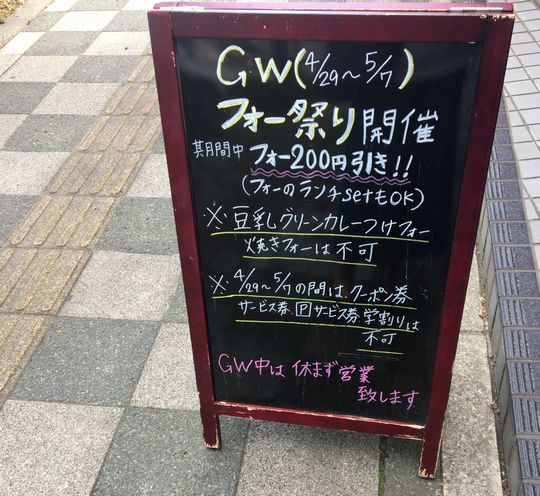 GW(4/29～5/7)
フォー祭り開催
期間中 フォー200円引き!!
(フォーのランチsetもOK)
※豆乳グリーンカレーつけフォー
焼きフォーは不可
※4/29～5/7の間は、クーポン券
サービス券、Ⓟサービス券、学割りは
不可
GW中は休まず営業
致します